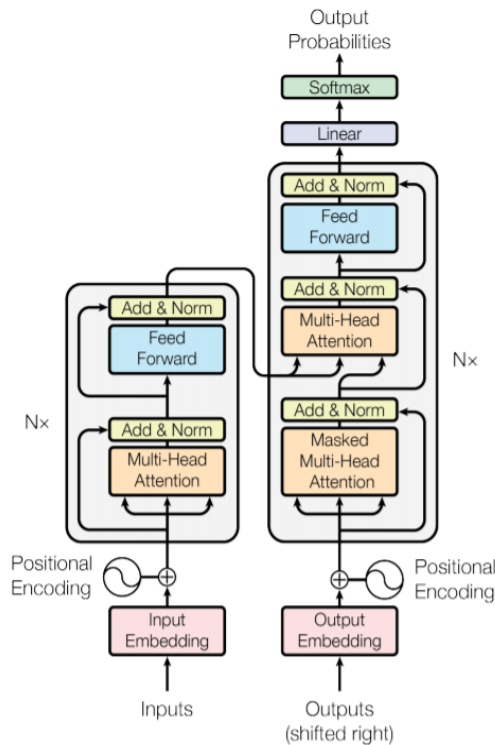 Output
Probabilities
Softmax
Linear
Add & Norm
Feed
Forward
Add & Norm
Multi-Head
Attention
Add & Norm
Masked
Multi-Head
Attention
N×
Positional
Encoding
Output
Embedding
Outputs
(shifted right)
Add & Norm
Feed
Forward
Add & Norm
Multi-Head
Attention
N×
Positional
Encoding
Input
Embedding
Inputs